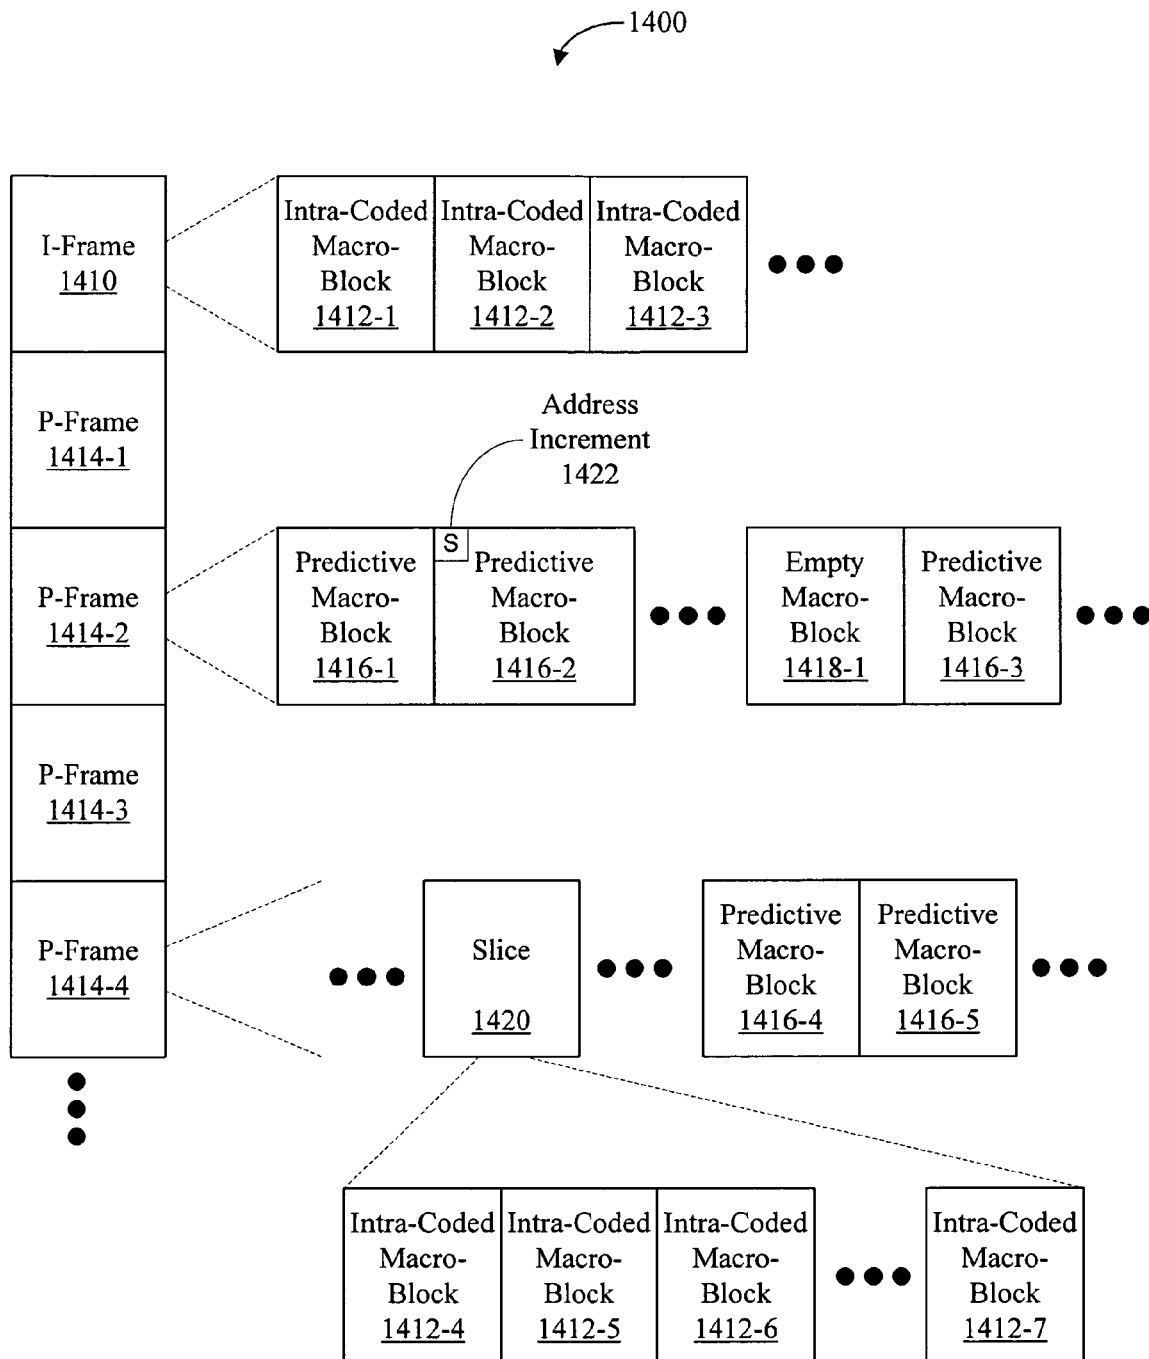 1400
I-Frame
1410
Intra-Coded
Macro-
Block
1412-1
Intra-Coded
Macro-
Block
1412-2
Intra-Coded
Macro-
Block
1412-3
P-Frame
1414-1
Address
Increment
1422
P-Frame
1414-2
Predictive
Macro-
Block
1416-1
S
Predictive
Macro-
Block
1416-2
Empty
Macro-
Block
1418-1
Predictive
Macro-
Block
1416-3
P-Frame
1414-3
P-Frame
1414-4
Slice
1420
Predictive
Macro-
Block
1416-4
Predictive
Macro-
Block
1416-5
Intra-Coded
Macro-
Block
1412-4
Intra-Coded
Macro-
Block
1412-5
Intra-Coded
Macro-
Block
1412-6
Intra-Coded
Macro-
Block
1412-7